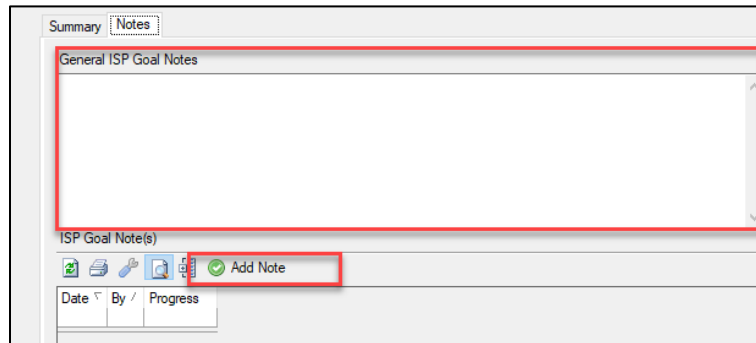 Summary Notes
General ISP Goal Notes
ISP Goal Note(s)
Add Note
Date By Progress